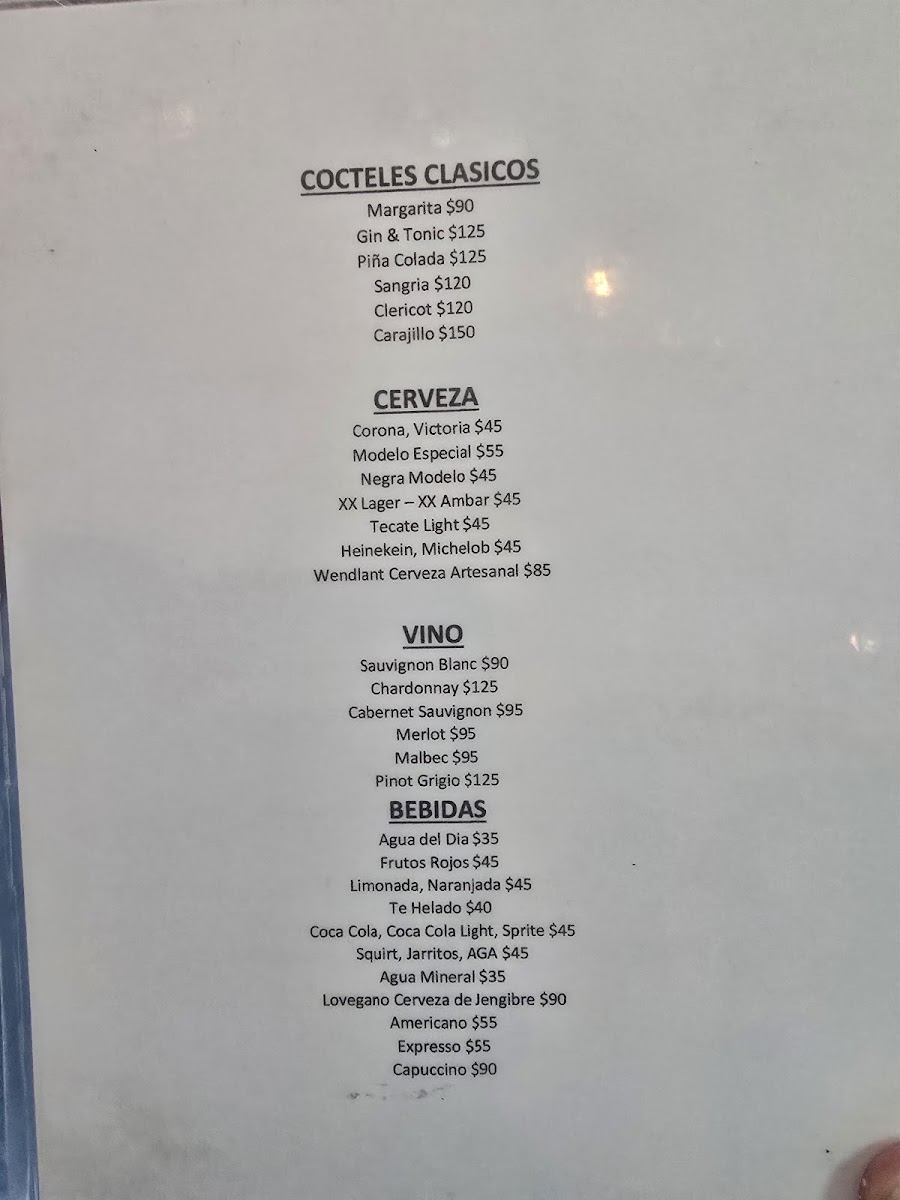 COCTELES CLASICOS
Margarita $90
Gin & Tonic $125
Piña Colada $125
Sangria $120
Clericot $120
Carajillo $150
CERVEZA
Corona, Victoria $45
Modelo Especial $55
Negra Modelo $45
XX Lager – XX Ambar $45
Tecate Light $45
Heinekein, Michelob $45
Wendlant Cerveza Artesanal $85
VINO
Sauvignon Blanc $90
Chardonnay $125
Cabernet Sauvignon $95
Merlot $95
Malbec $95
Pinot Grigio $125
BEBIDAS
Agua del Dia $35
Frutos Rojos $45
Limonada, Naranjada $45
Te Helado $40
Coca Cola, Coca Cola Light, Sprite $45
Squirt, Jarritos, AGA $45
Agua Mineral $35
Lovegano Cerveza de Jengibre $90
Americano $55
Expresso $55
Capuccino $90